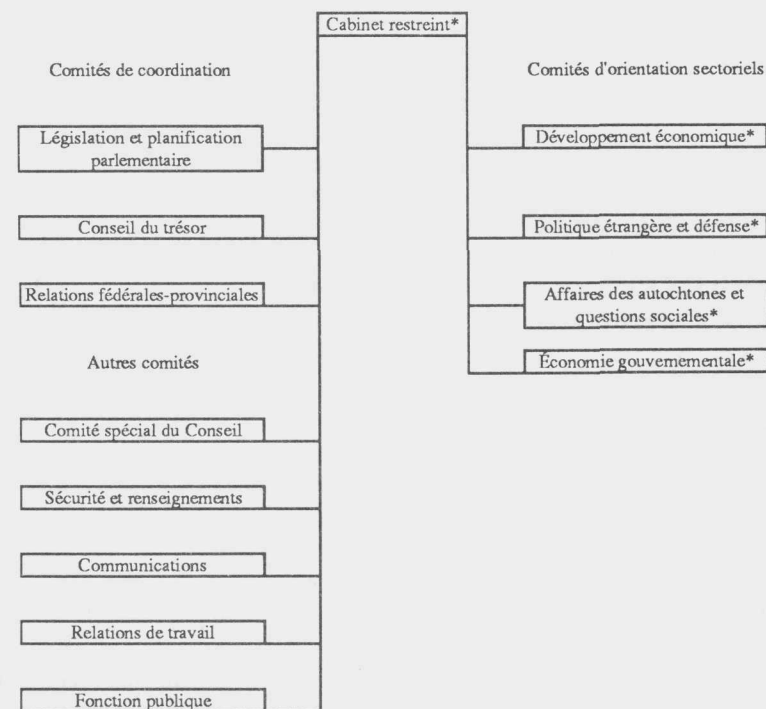 Cabinet restreint*
Comités de coordination
Législation et planification
parlementaire
Conseil du trésor
Relations fédérales-provinciales
Autres comités
Comité spécial du Conseil
Sécurité et renseignements
Communications
Relations de travail
Fonction publique
Comités d'orientation sectoriels
Développement économique*
Politique étrangère et défense*
Affaires des autochtones et
questions sociales*
Économie gouvernementale*